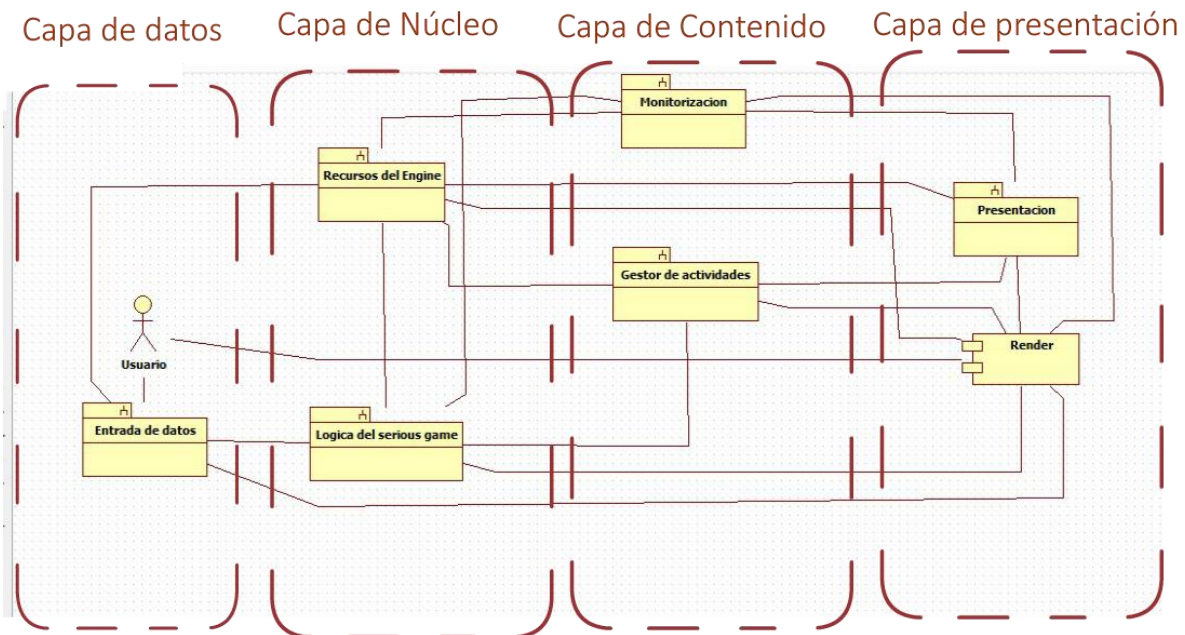 Capa de datos
Capa de Núcleo
Capa de Contenido
Capa de presentación
Monitorizacion
Recursos del Engine
Presentacion
Gestor de actividades
Usuario
Render
Entrada de datos
Logica del serious game